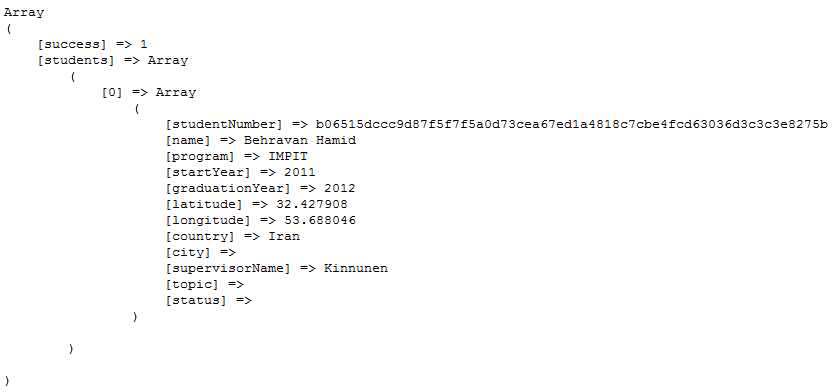 Array
(
    [success] => 1
    [students] => Array
        (
            [0] => Array
                (
                    [studentNumber] => b06515dccc9d87f5f7f5a0d73cea67ed1a4818c7cbe4fcd63036d3c3c3e8275b
                    [name] => Behravan Hamid
                    [program] => IMPIT
                    [startYear] => 2011
                    [graduationYear] => 2012
                    [latitude] => 32.427908
                    [longitude] => 53.688046
                    [country] => Iran
                    [city] =>
                    [supervisorName] => Kinnunen
                    [topic] =>
                    [status] =>
                )

        )

)